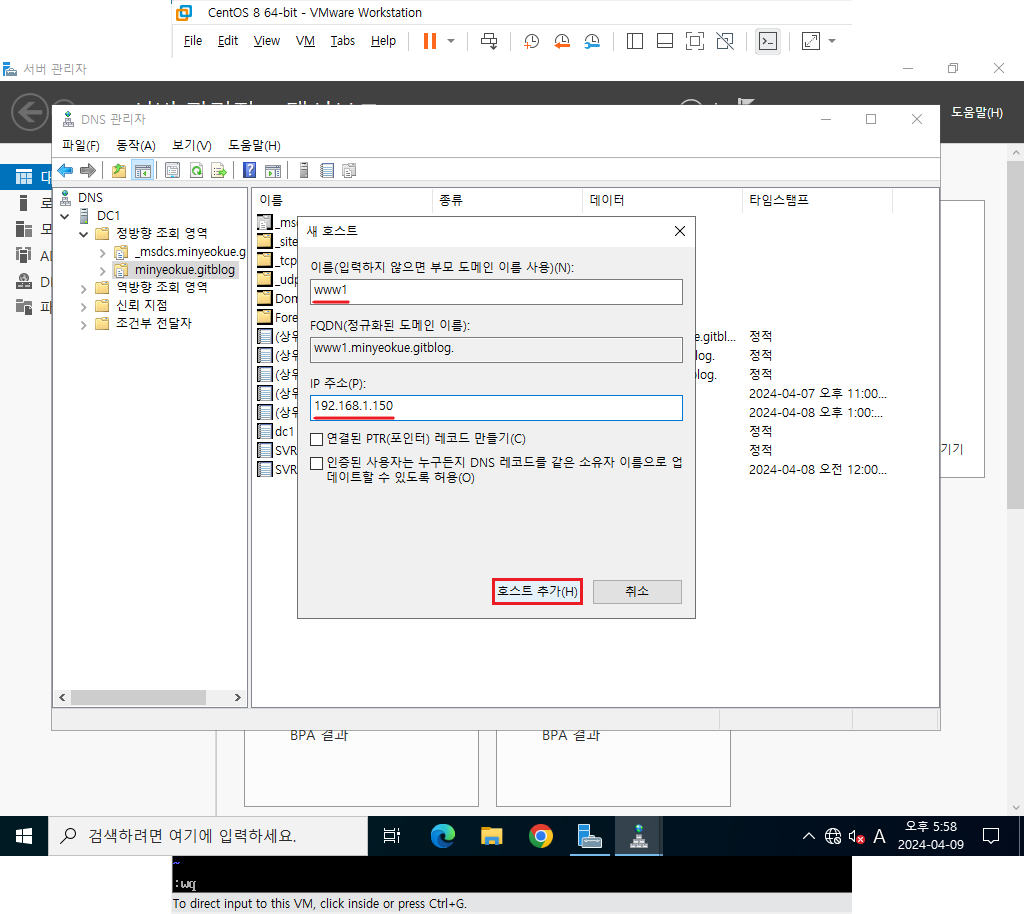 CentOS 8 64-bit - VMware Workstation
File Edit View VM Tabs Help
서버 관리자
도움말(H)
DNS 관리자
파일(F) 동작(A) 보기(V) 도움말(H)
DNS
DC1
정방향 조회 영역
_msdcs.minyeokue.g
minyeokue.gitblog
역방향 조회 영역
신뢰 지점
조건부 전달자
이름 종류 데이터 타임스탬프
_site
_tcp
_udp
(상위
e.gitbl... 정적
log. 정적
log. 정적
2024-04-07 오후 11:00...
2024-04-08 오후 1:00:...
dc1 정적
SVR 정적
SVR 2024-04-08 오전 12:00...
새 호스트
이름(입력하지 않으면 부모 도메인 이름 사용)(N):
www1
FQDN(정규화된 도메인 이름):
www1.minyeokue.gitblog.
IP 주소(P):
192.168.1.150
연결된 PTR(포인터) 레코드 만들기(C)
인증된 사용자는 누구든지 DNS 레코드를 같은 소유자 이름으로 업
데이트할 수 있도록 허용(O)
호스트 추가(H) 취소
기기
BPA 결과 BPA 결과
검색하려면 여기에 입력하세요.
A
오후 5:58
2024-04-09
~
:wq
To direct input to this VM, click inside or press Ctrl+G.